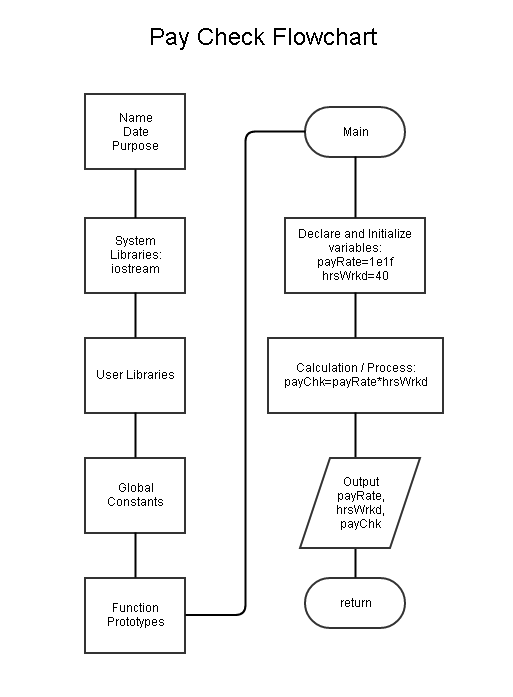 Pay Check Flowchart
Name
Date
Purpose
System
Libraries:
iostream
User Libraries
Global
Constants
Function
Prototypes
Main
Declare and Initialize
variables:
payRate=1e1f
hrsWrkd=40
Calculation / Process:
payChk=payRate*hrsWrkd
Output
payRate,
hrsWrkd,
payChk
return